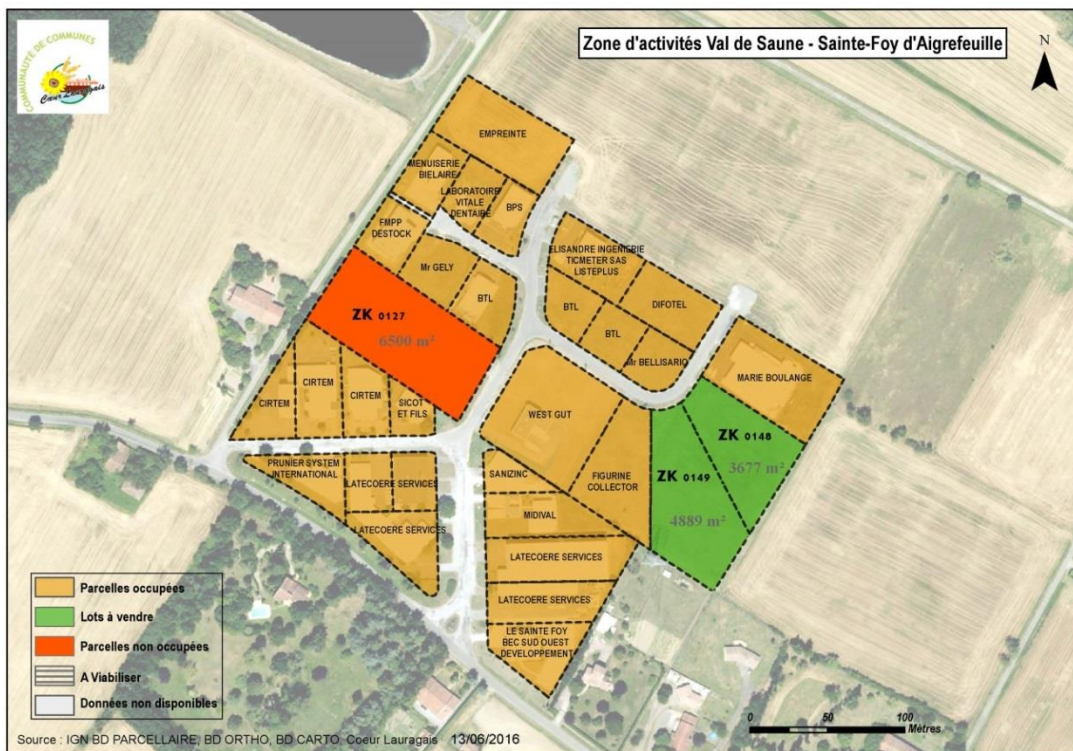 COMMUNAUTÉ DE COMMUNES
Cœur Lauragais
Zone d'activités Val de Saune - Sainte-Foy d'Aigrefeuille
N
EMPREINTE
MENUISERIE
BIELAIRE
LABORATOIRE
VITALE
DENTAIRE
BPS
FMPP
DESTOCK
Mr GELY
BTL
ELISANDRE INGENIERIE
TICMETER SAS
LISTEPLUS
DIFOTEL
BTL
BTL
Mr BELLISARIO
MARIE BOULANGE
ZK 0127
6500 m²
CIRTEM
CIRTEM
CIRTEM
SICOT
ET FILS
WEST GUT
FIGURINE
COLLECTOR
ZK 0148
3677 m²
ZK 0149
4889 m²
PRUNIER SYSTEM
INTERNATIONAL
LATECOERE SERVICES
LATECOERE SERVICES
SANIZINC
MIDIVAL
LATECOERE SERVICES
LATECOERE SERVICES
LE SAINTE FOY
BEC SUD OUEST
DEVELOPPEMENT
Parcelles occupées
Lots à vendre
Parcelles non occupées
A Viabiliser
Données non disponibles
0 50 100
Mètres
Source : IGN BD PARCELLAIRE, BD ORTHO, BD CARTO, Coeur Lauragais 13/06/2016